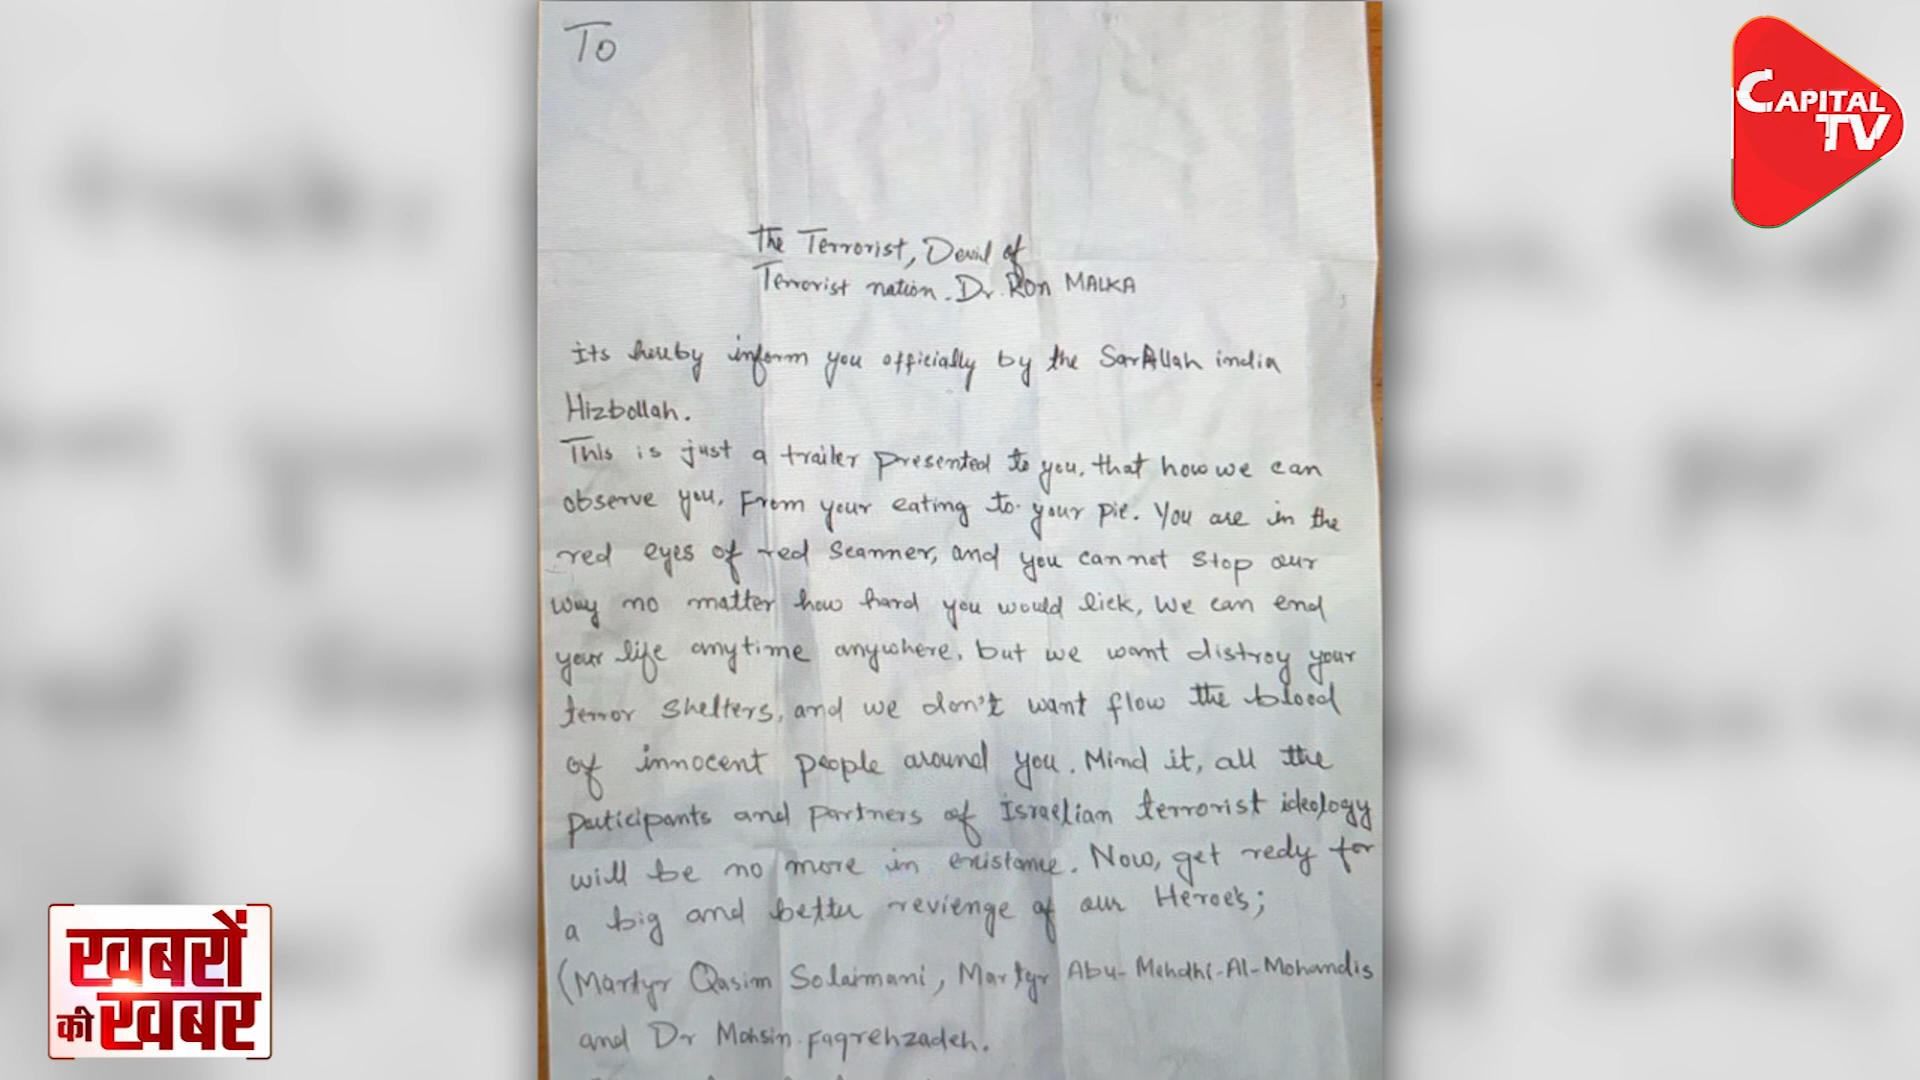 To
The Terrorist, Devil of
Terrorist nation. Dr. Ron MALKA
Its hereby inform you officially by the SarAllah india
Hizbollah.
This is just a trailer presented to you, that how we can
observe you, From your eating to your pie. You are in the
red eyes of red Scanner, and you can not stop our
way no matter how hard you would lick, We can end
your life anytime anywhere, but we want distroy your
terror shelters, and we don't want flow the blood
of innocent people around you. Mind it, all the
participants and partners of Israelian terrorist ideology
will be no more in existance. Now, get redy for
a big and better revienge of our Heroe's;
(Martyr Qasim Solaimani, Martyr Abu-Mehdhi-Al-Mohandis
and Dr Mohsin. Faqrehzadeh.
CAPITAL
TV
खबरों
की खबर